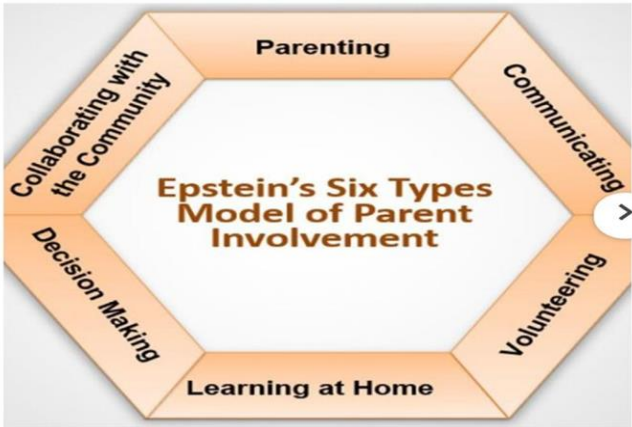 Parenting
Communicating
Volunteering
Learning at Home
Decision Making
Collaborating with
the Community
Epstein's Six Types
Model of Parent
Involvement